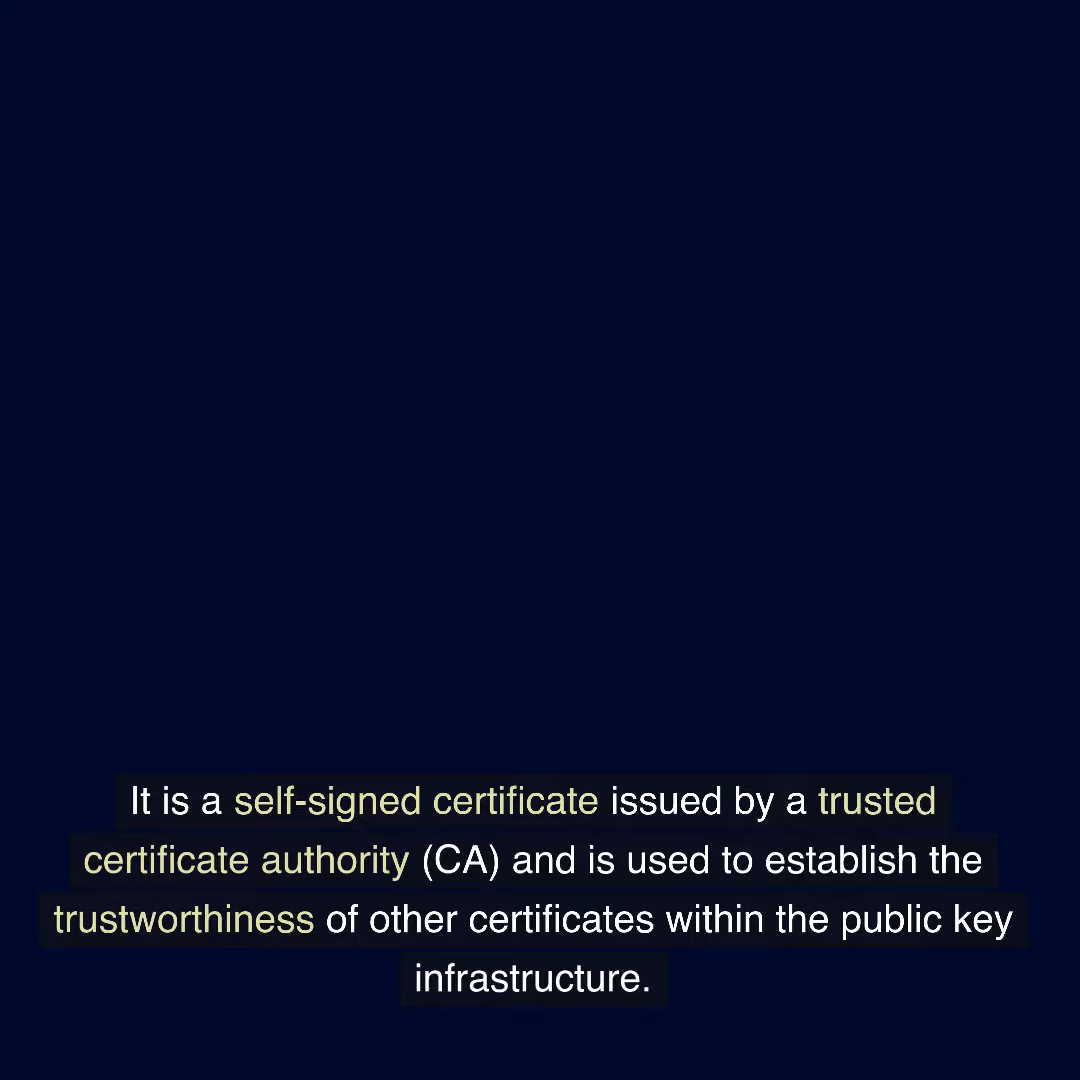 It is a self-signed certificate issued by a trusted
certificate authority (CA) and is used to establish the
trustworthiness of other certificates within the public key
infrastructure.